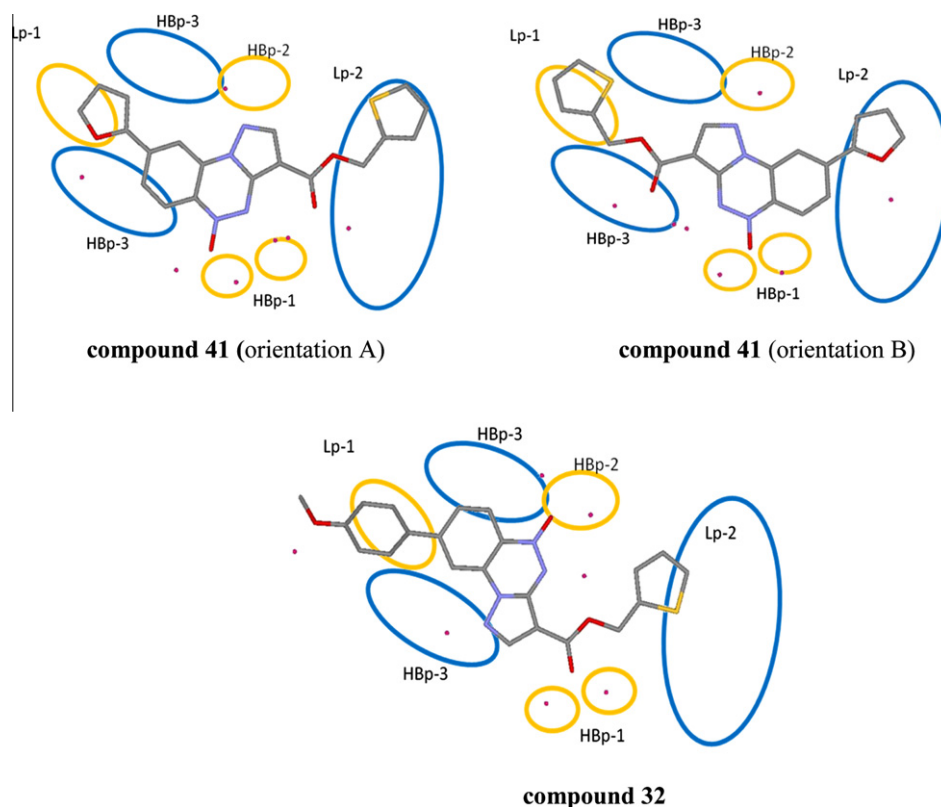 Lp-1
HBp-3
HBp-2
Lp-2
HBp-3
HBp-1
compound 41 (orientation A)
Lp-1
HBp-3
HBp-2
Lp-2
HBp-3
HBp-1
compound 41 (orientation B)
Lp-1
HBp-3
HBp-2
Lp-2
HBp-3
HBp-1
compound 32